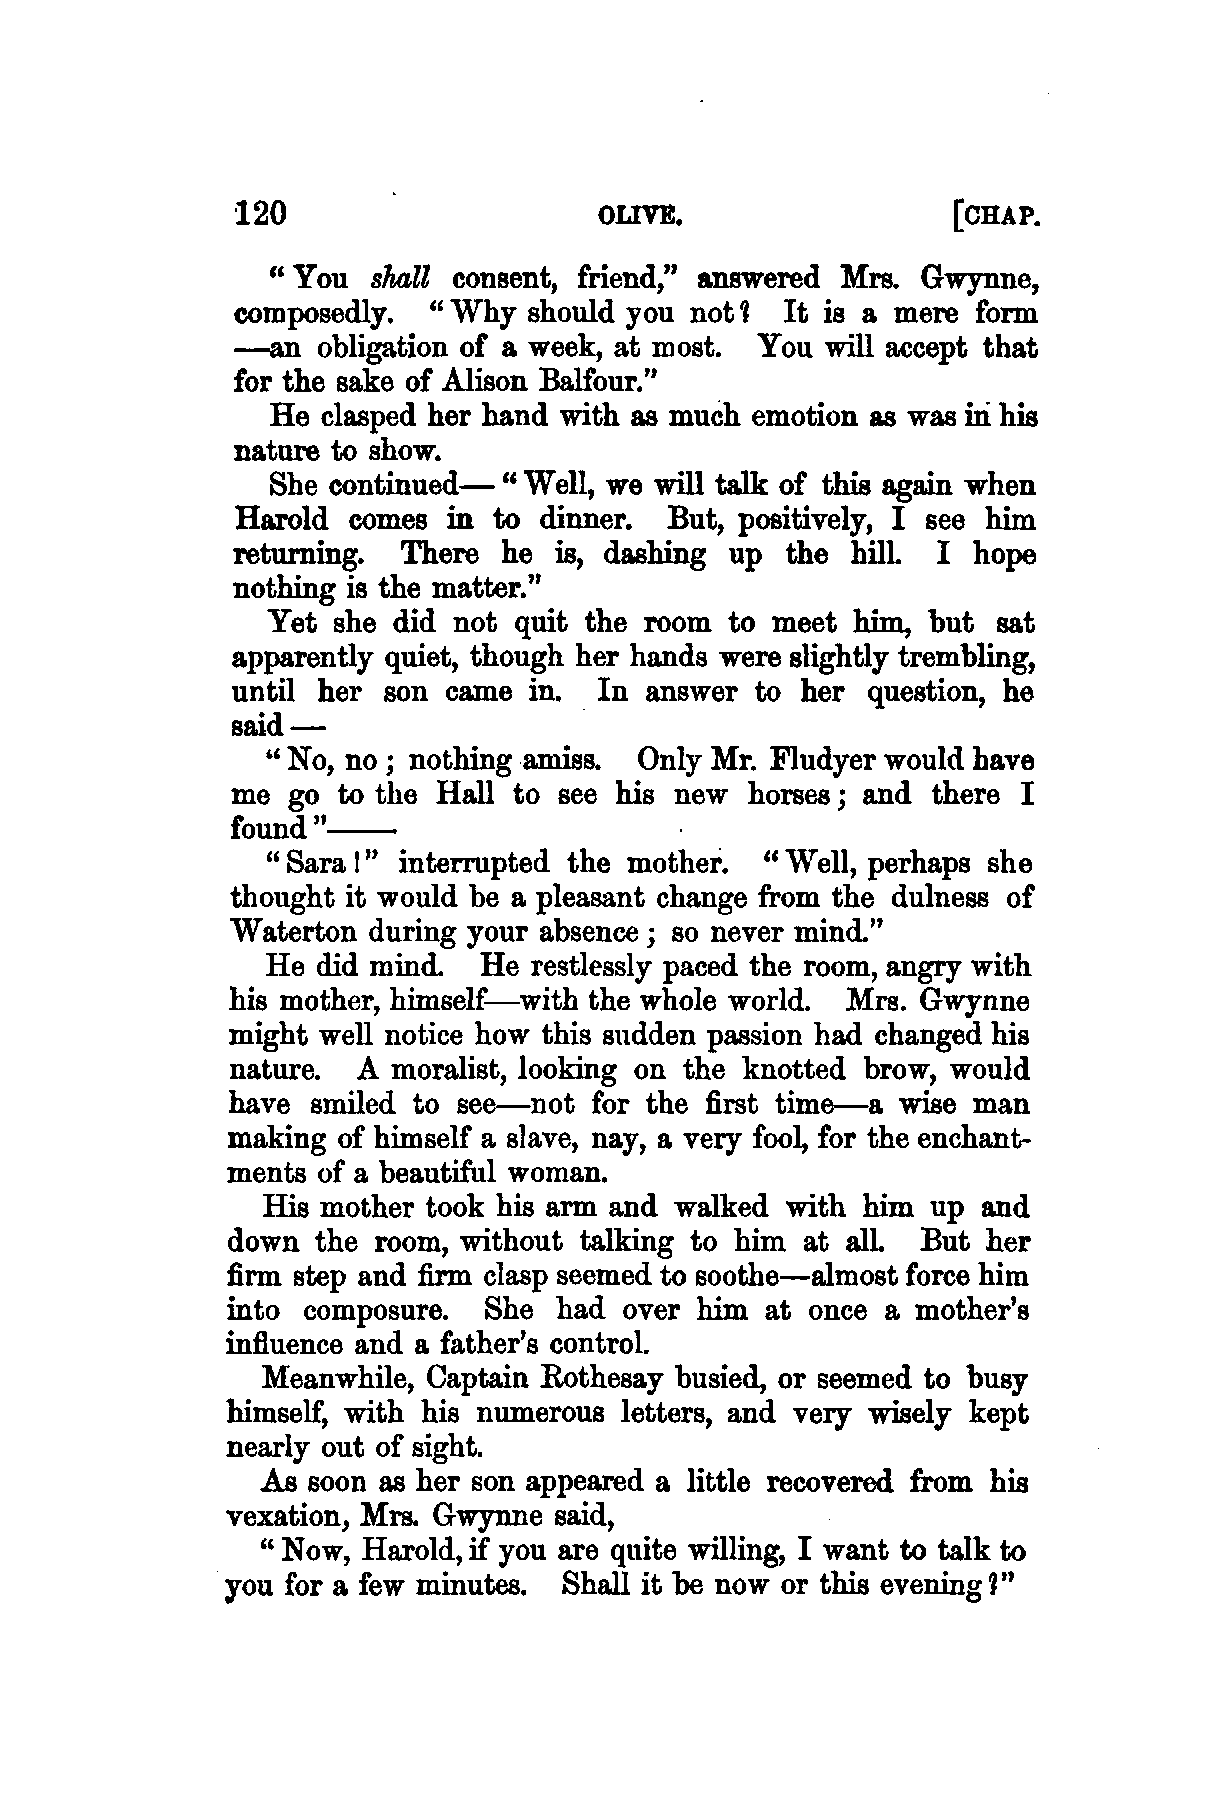 120 OLIVE. [CHAP.
“You shall consent, friend,” answered Mrs. Gwynne,
composedly. “Why should you not? It is a mere form
—an obligation of a week, at most. You will accept that
for the sake of Alison Balfour.”
He clasped her hand with as much emotion as was in his
nature to show.
She continued—“Well, we will talk of this again when
Harold comes in to dinner. But, positively, I see him
returning. There he is, dashing up the hill. I hope
nothing is the matter.”
Yet she did not quit the room to meet him, but sat
apparently quiet, though her hands were slightly trembling,
until her son came in. In answer to her question, he
said—
“No, no; nothing amiss. Only Mr. Fludyer would have
me go to the Hall to see his new horses; and there I
found”——
“Sara!” interrupted the mother. “Well, perhaps she
thought it would be a pleasant change from the dulness of
Waterton during your absence; so never mind.”
He did mind. He restlessly paced the room, angry with
his mother, himself—with the whole world. Mrs. Gwynne
might well notice how this sudden passion had changed his
nature. A moralist, looking on the knotted brow, would
have smiled to see—not for the first time—a wise man
making of himself a slave, nay, a very fool, for the enchant-
ments of a beautiful woman.
His mother took his arm and walked with him up and
down the room, without talking to him at all. But her
firm step and firm clasp seemed to soothe—almost force him
into composure. She had over him at once a mother’s
influence and a father’s control.
Meanwhile, Captain Rothesay busied, or seemed to busy
himself, with his numerous letters, and very wisely kept
nearly out of sight.
As soon as her son appeared a little recovered from his
vexation, Mrs. Gwynne said,
“Now, Harold, if you are quite willing, I want to talk to
you for a few minutes. Shall it be now or this evening?”